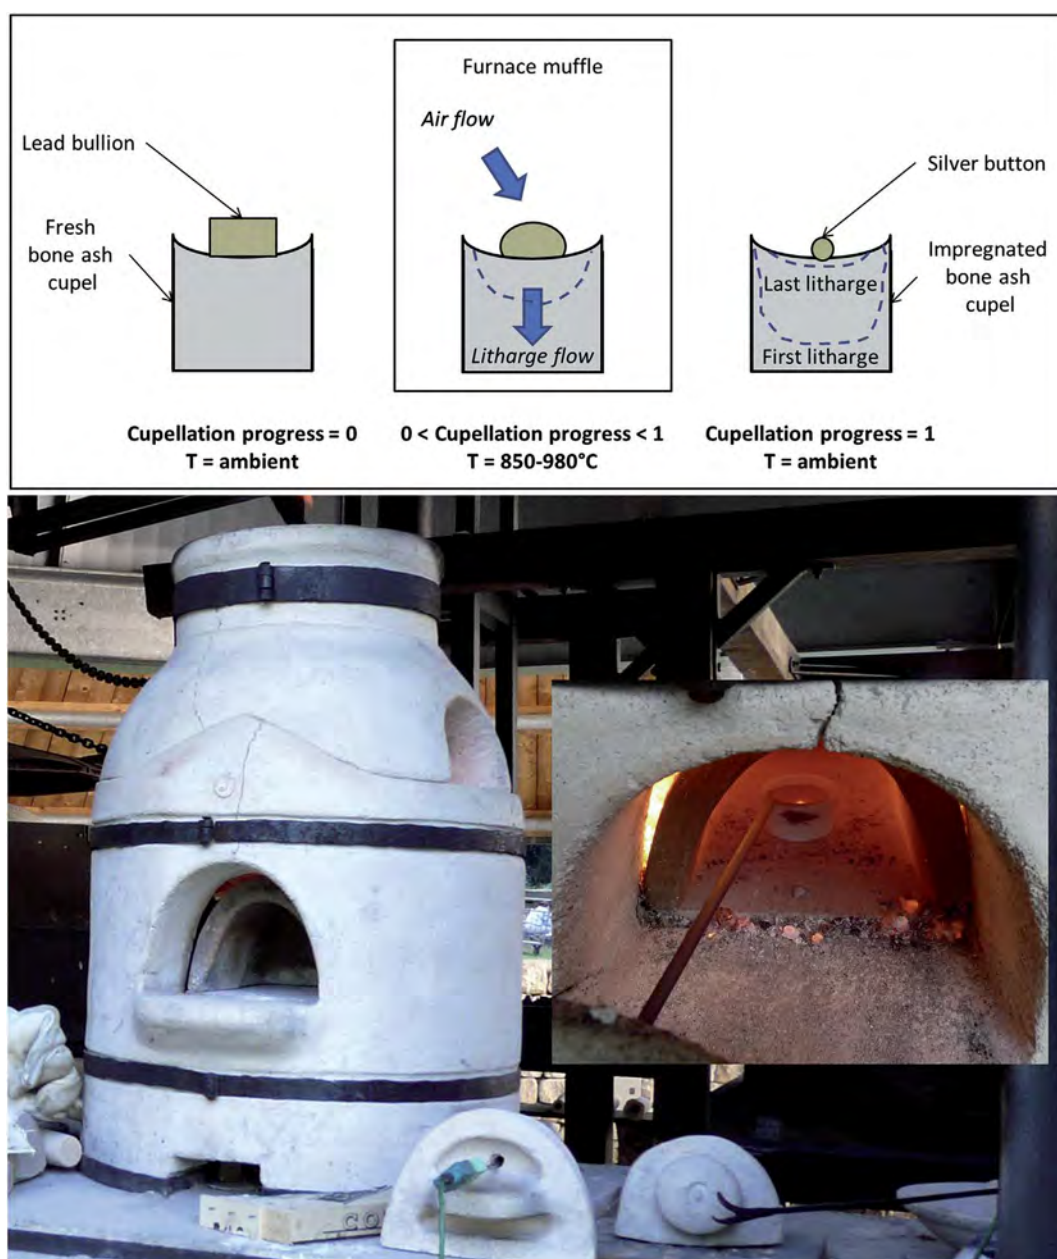 Furnace muffle
Air flow
Lead bullion
Silver button
Fresh
bone ash
cupel
Impregnated
bone ash
cupel
Last litharge
Litharge flow
First litharge
Cupellation progress = 0
T = ambient
0 < Cupellation progress < 1
T = 850-980°C
Cupellation progress = 1
T = ambient